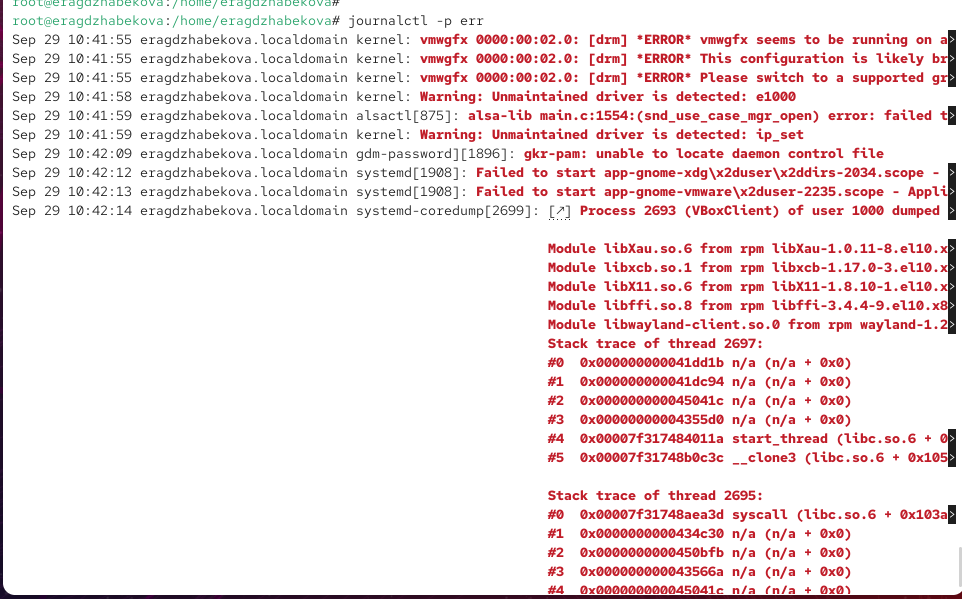 root@eragdzhabekova:/home/eragdzhabekova#
root@eragdzhabekova:/home/eragdzhabekova# journalctl -p err
Sep 29 10:41:55 eragdzhabekova.localdomain kernel: vmwgfx 0000:00:02.0: [drm] *ERROR* vmwgfx seems to be running on a>
Sep 29 10:41:55 eragdzhabekova.localdomain kernel: vmwgfx 0000:00:02.0: [drm] *ERROR* This configuration is likely br>
Sep 29 10:41:55 eragdzhabekova.localdomain kernel: vmwgfx 0000:00:02.0: [drm] *ERROR* Please switch to a supported gr>
Sep 29 10:41:58 eragdzhabekova.localdomain kernel: Warning: Unmaintained driver is detected: e1000
Sep 29 10:41:59 eragdzhabekova.localdomain alsactl[875]: alsa-lib main.c:1554:(snd_use_case_mgr_open) error: failed t>
Sep 29 10:41:59 eragdzhabekova.localdomain kernel: Warning: Unmaintained driver is detected: ip_set
Sep 29 10:42:09 eragdzhabekova.localdomain gdm-password][1896]: gkr-pam: unable to locate daemon control file
Sep 29 10:42:12 eragdzhabekova.localdomain systemd[1908]: Failed to start app-gnome-xdg\x2duser\x2ddirs-2034.scope - >
Sep 29 10:42:13 eragdzhabekova.localdomain systemd[1908]: Failed to start app-gnome-vmware\x2duser-2235.scope - Appli>
Sep 29 10:42:14 eragdzhabekova.localdomain systemd-coredump[2699]: [↗] Process 2693 (VBoxClient) of user 1000 dumped >
Module libXau.so.6 from rpm libXau-1.0.11-8.el10.x>
Module libxcb.so.1 from rpm libxcb-1.17.0-3.el10.x>
Module libX11.so.6 from rpm libX11-1.8.10-1.el10.x>
Module libffi.so.8 from rpm libffi-3.4.4-9.el10.x8>
Module libwayland-client.so.0 from rpm wayland-1.2>
Stack trace of thread 2697:
#0  0x000000000041dd1b n/a (n/a + 0x0)
#1  0x000000000041dc94 n/a (n/a + 0x0)
#2  0x000000000045041c n/a (n/a + 0x0)
#3  0x00000000004355d0 n/a (n/a + 0x0)
#4  0x00007f317484011a start_thread (libc.so.6 + 0>
#5  0x00007f31748b0c3c __clone3 (libc.so.6 + 0x105>
Stack trace of thread 2695:
#0  0x00007f31748aea3d syscall (libc.so.6 + 0x103a>
#1  0x0000000000434c30 n/a (n/a + 0x0)
#2  0x0000000000450bfb n/a (n/a + 0x0)
#3  0x000000000043566a n/a (n/a + 0x0)
#4  0x000000000045041c n/a (n/a + 0x0)